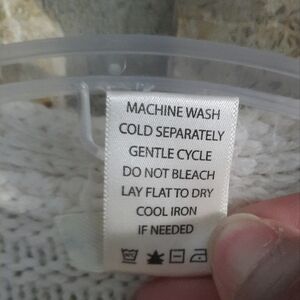 MACHINE WASH
COLD SEPARATELY
GENTLE CYCLE
DO NOT BLEACH
LAY FLAT TO DRY
COOL IRON
IF NEEDED